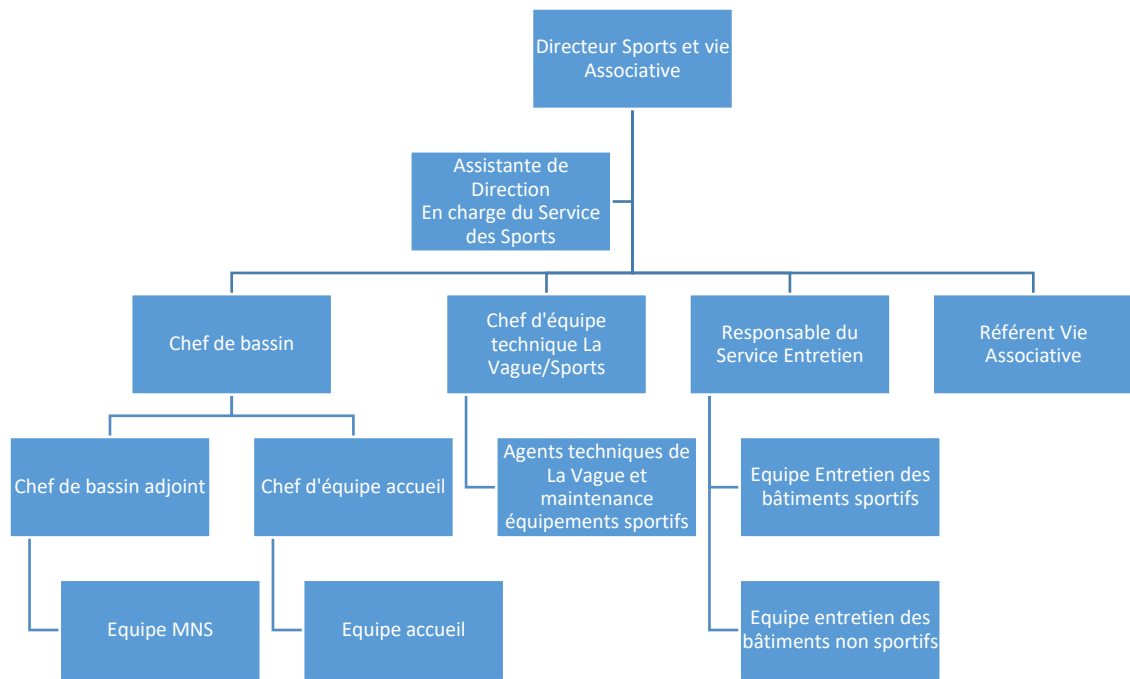 Directeur Sports et vie
Associative
Assistante de
Direction
En charge du Service
des Sports
Chef de bassin
Chef d'équipe
technique La
Vague/Sports
Responsable du
Service Entretien
Référent Vie
Associative
Chef de bassin adjoint
Chef d'équipe accueil
Agents techniques de
La Vague et
maintenance
équipements sportifs
Equipe Entretien des
bâtiments sportifs
Equipe MNS
Equipe accueil
Equipe entretien des
bâtiments non sportifs